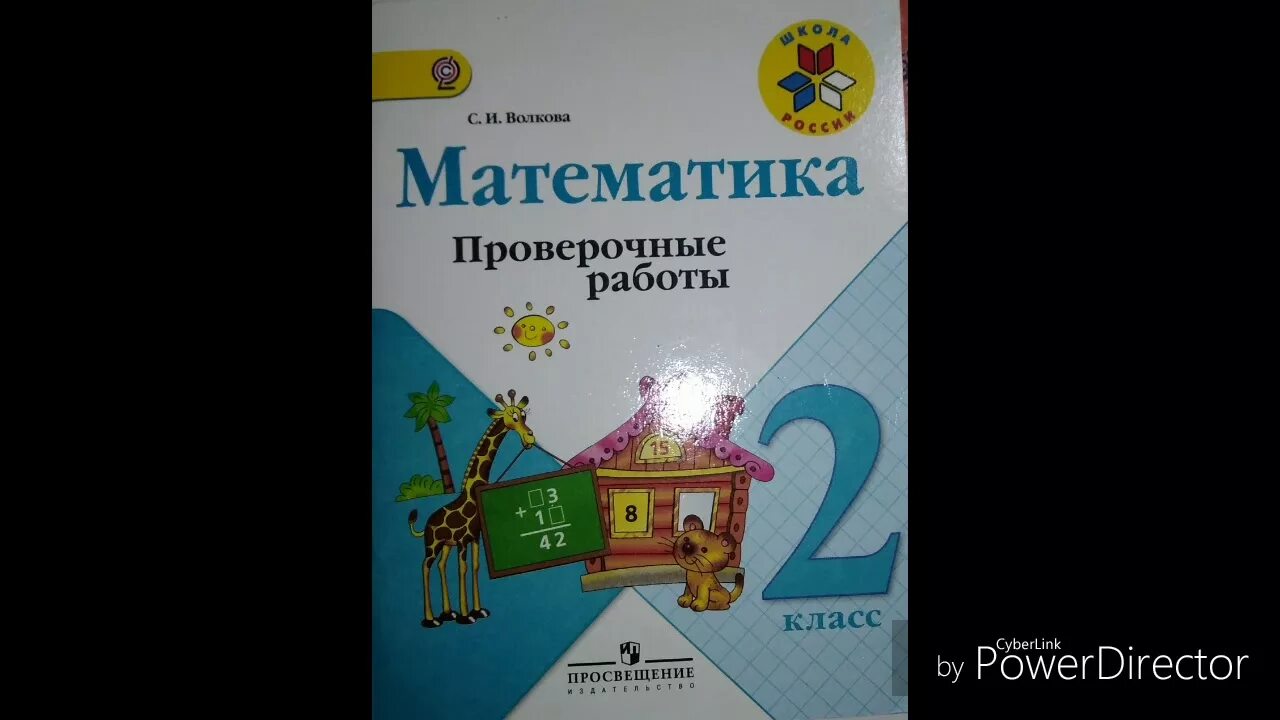 ШКОЛА
РОССИИ
С. И. Волкова
Математика
Проверочные
работы
15
□3
+
1□
42
8
2
класс
ПРОСВЕЩЕНИЕ
ИЗДАТЕЛЬСТВО
CyberLink
by PowerDirector